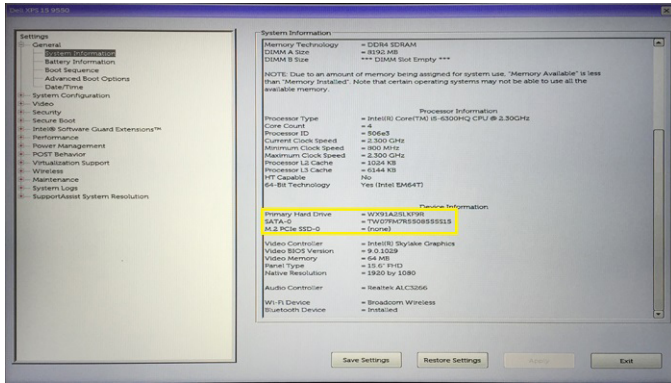 Dell XPS 15 9550
Settings
General
System Information
Battery Information
Boot Sequence
Advanced Boot Options
Date/Time
System Configuration
Video
Security
Secure Boot
Intel® Software Guard Extensions™
Performance
Power Management
POST Behavior
Virtualization Support
Wireless
Maintenance
System Logs
SupportAssist System Resolution
System Information
Memory Technology = DDR4 SDRAM
DIMM A Size = 8192 MB
DIMM B Size *** DIMM Slot Empty ***
NOTE: Due to an amount of memory being assigned for system use, "Memory Available" is less
than "Memory Installed". Note that certain operating systems may not be able to use all the
available memory.
Processor Information
Processor Type = Intel(R) Core(TM) i5-6300HQ CPU @ 2.30GHz
Core Count = 4
Processor ID = 506e3
Current Clock Speed = 2.300 GHz
Minimum Clock Speed = 800 MHz
Maximum Clock Speed = 2.300 GHz
Processor L2 Cache = 1024 KB
Processor L3 Cache = 6144 KB
HT Capable No
64-Bit Technology Yes (Intel EM64T)
Device Information
Primary Hard Drive = WX91A25LKF9R
SATA-0 = TW07FM7R5508555515
M.2 PCIe SSD-0 = (none)
Video Controller = Intel(R) Skylake Graphics
Video BIOS Version = 9.0.1029
Video Memory = 64 MB
Panel Type = 15.6" FHD
Native Resolution = 1920 by 1080
Audio Controller = Realtek ALC3266
Wi-Fi Device = Broadcom Wireless
Bluetooth Device = Installed
Save Settings
Restore Settings
Apply
Exit